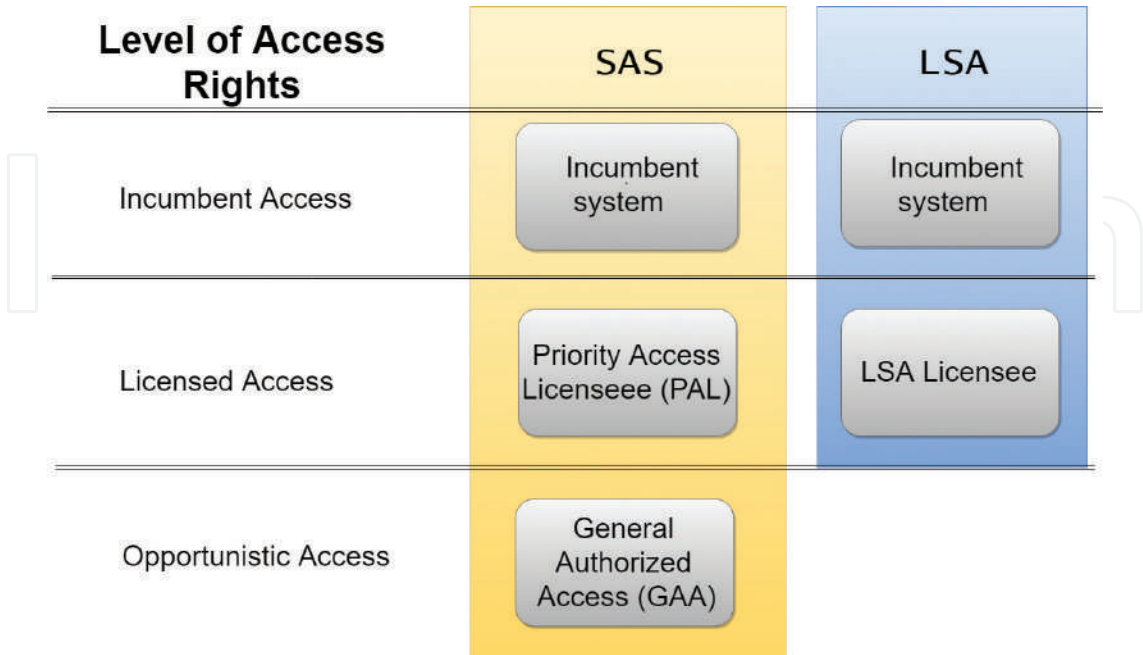 Level of Access
Rights
SAS
LSA
Incumbent Access
Incumbent
system
Incumbent
system
Licensed Access
Priority Access
Licenseee (PAL)
LSA Licensee
Opportunistic Access
General
Authorized
Access (GAA)